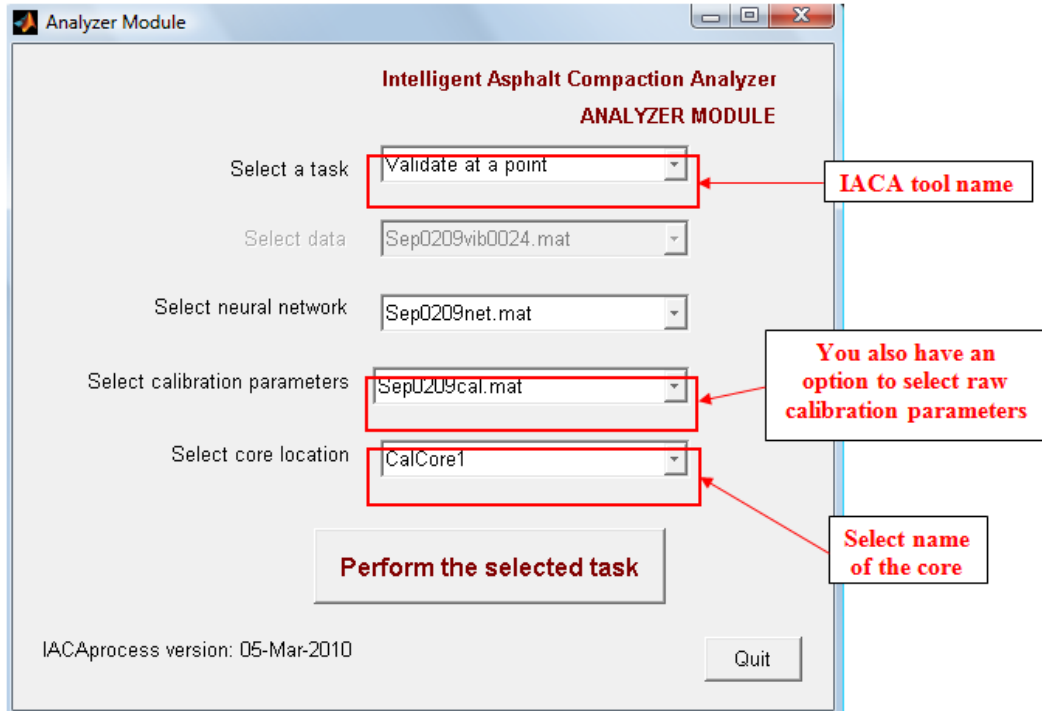 Analyzer Module
Intelligent Asphalt Compaction Analyzer
ANALYZER MODULE
Select a task
Validate at a point
IACA tool name
Select data
Sep0209vib0024.mat
Select neural network
Sep0209net.mat
You also have an
option to select raw
calibration parameters
Select calibration parameters
Sep0209cal.mat
Select core location
CalCore1
Select name
of the core
Perform the selected task
IACAprocess version: 05-Mar-2010
Quit